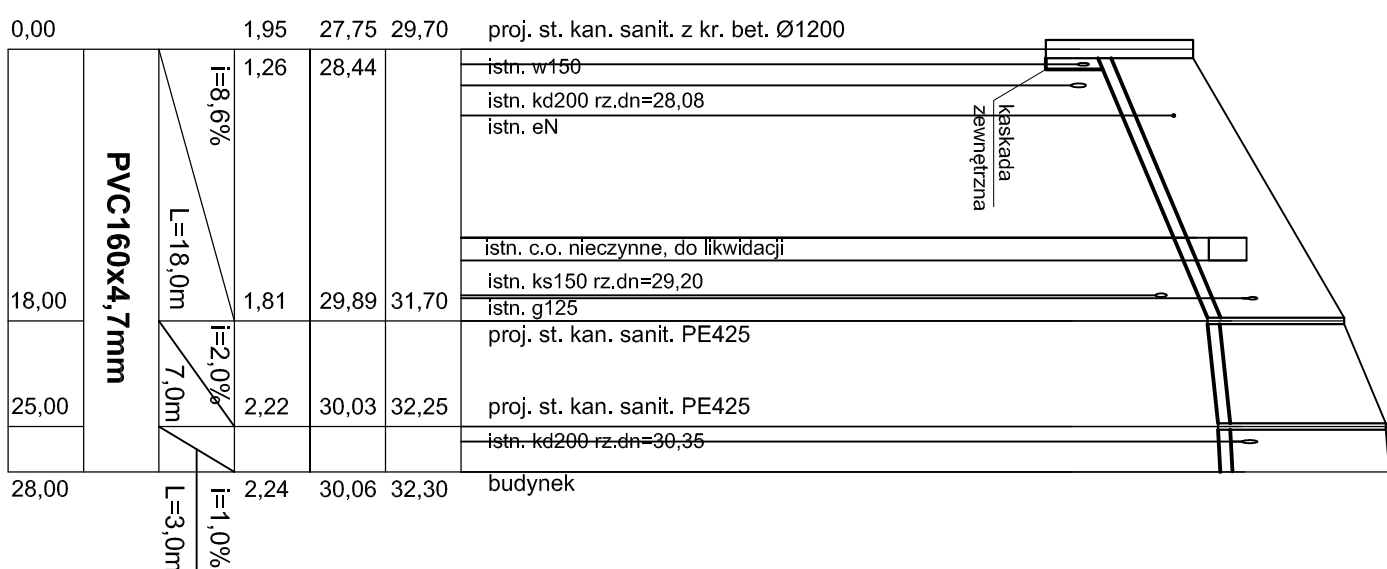 0,00 1,95 27,75 29,70 proj. st. kan. sanit. z kr. bet. Ø1200
1,26 28,44 istn. w150
i=8,6%
istn. kd200 rz.dn=28,08
istn. eN
kaskada
zewnętrzna
PVC160x4,7mm
L=18,0m
istn. c.o. nieczynne, do likwidacji
istn. ks150 rz.dn=29,20
18,00 1,81 29,89 31,70
istn. g125
proj. st. kan. sanit. PE425
i=2,0%
7,0m
25,00 2,22 30,03 32,25 proj. st. kan. sanit. PE425
istn. kd200 rz.dn=30,35
28,00 2,24 30,06 32,30 budynek
i=1,0%
L=3,0m